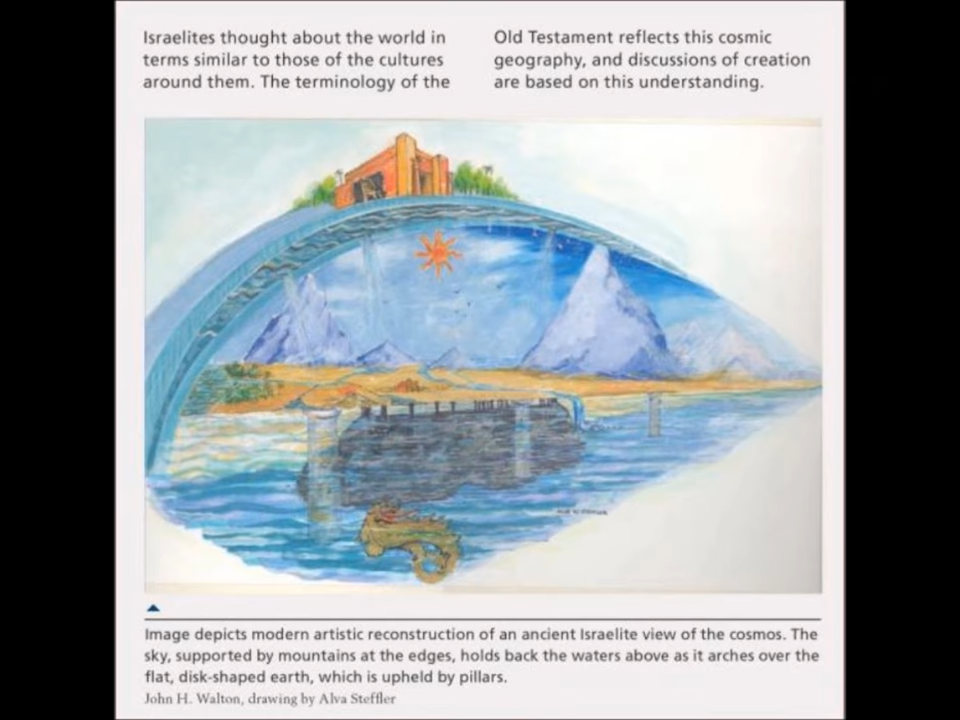 Israelites thought about the world in
terms similar to those of the cultures
around them. The terminology of the
Old Testament reflects this cosmic
geography, and discussions of creation
are based on this understanding.
Image depicts modern artistic reconstruction of an ancient Israelite view of the cosmos. The
sky, supported by mountains at the edges, holds back the waters above as it arches over the
flat, disk-shaped earth, which is upheld by pillars.
John H. Walton, drawing by Alva Steffler